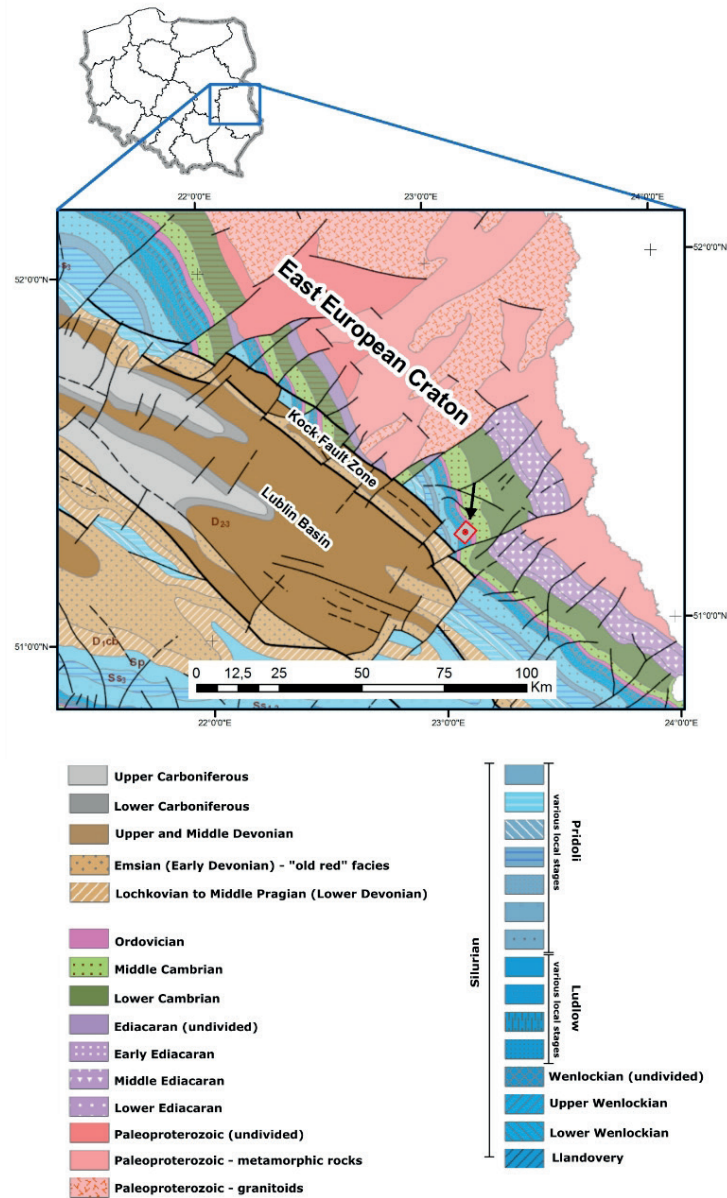 22°0'0"E
23°0'0"E
24°0'0"E
52°0'0"N
52°0'0"N
East European Craton
Kock Fault Zone
Lublin Basin
D₂₋₃
51°0'0"N
51°0'0"N
D₁cb
Sp
Ss₃
0 12,5 25 50 75 100
Km
22°0'0"E
23°0'0"E
24°0'0"E
Upper Carboniferous
Lower Carboniferous
Upper and Middle Devonian
Emsian (Early Devonian) - "old red" facies
Lochkovian to Middle Pragian (Lower Devonian)
Ordovician
Middle Cambrian
Lower Cambrian
Ediacaran (undivided)
Early Ediacaran
Middle Ediacaran
Lower Ediacaran
Paleoproterozoic (undivided)
Paleoproterozoic - metamorphic rocks
Paleoproterozoic - granitoids
Silurian
various local stages
Pridoli
various local stages
Ludlow
Wenlockian (undivided)
Upper Wenlockian
Lower Wenlockian
Llandovery